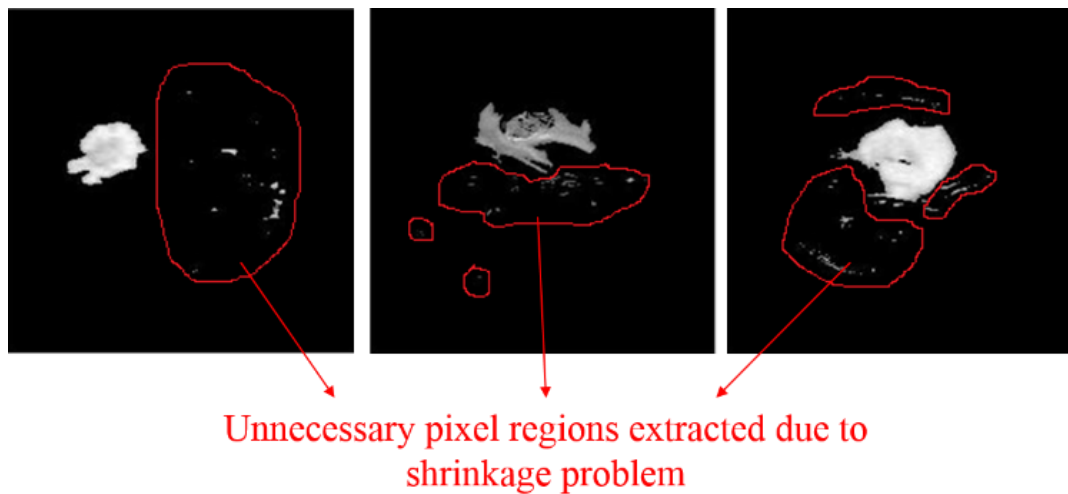 Unnecessary pixel regions extracted due to
shrinkage problem